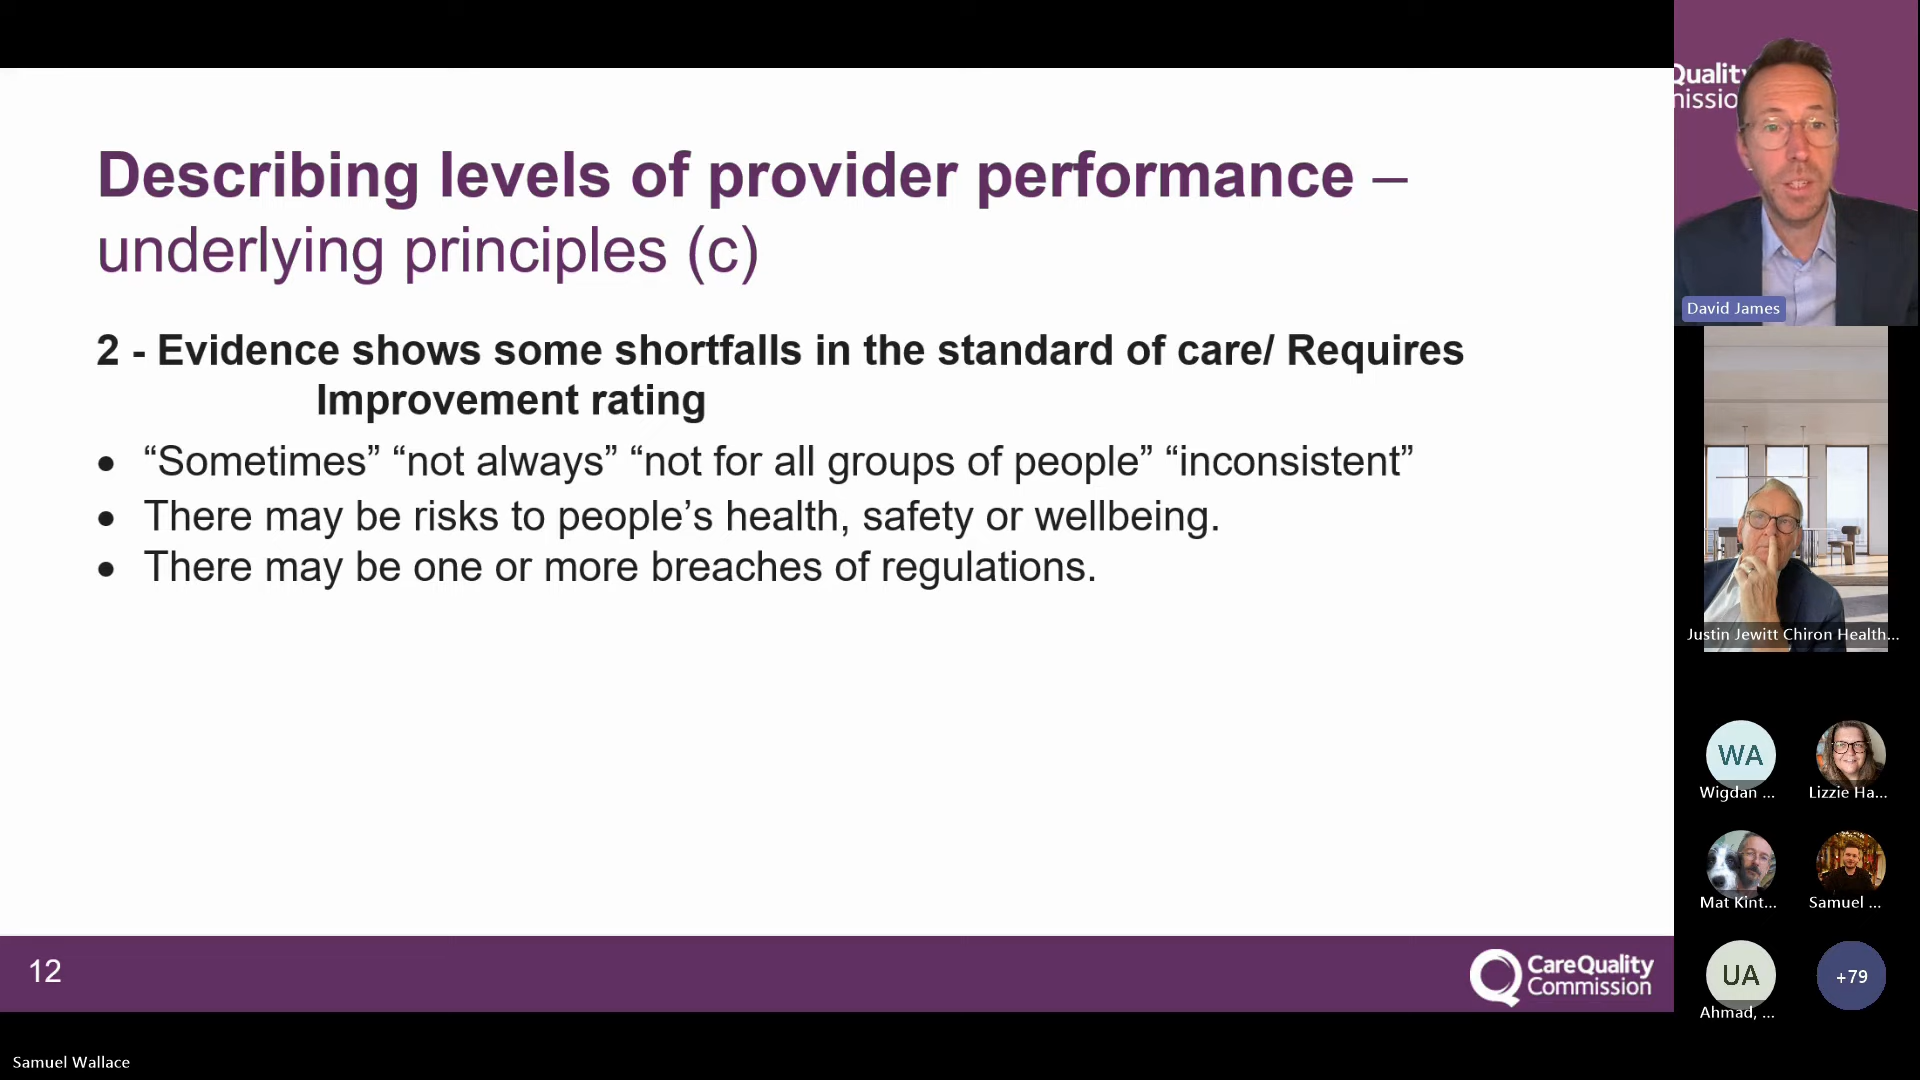 Describing levels of provider performance –
underlying principles (c)
2 - Evidence shows some shortfalls in the standard of care/ Requires
Improvement rating
• “Sometimes” “not always” “not for all groups of people” “inconsistent”
• There may be risks to people’s health, safety or wellbeing.
• There may be one or more breaches of regulations.
12
CareQuality
Commission
Samuel Wallace
Quality
mission
David James
Justin Jewitt Chiron Health...
WA
Wigdan ...
Lizzie Ha...
Mat Kint...
Samuel ...
UA
Ahmad, ...
+79